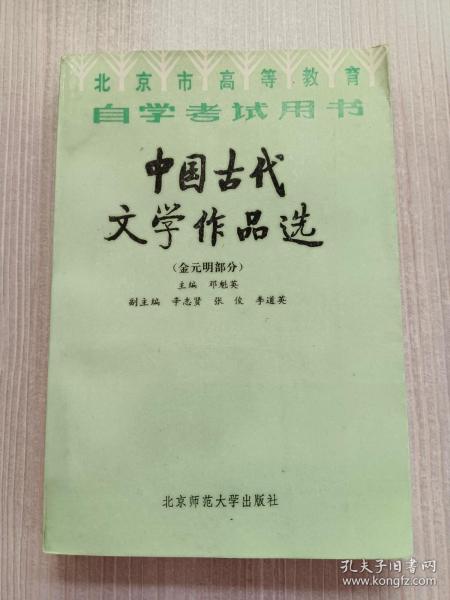 北京市高等教育
自学考试用书
中国古代
文学作品选
（金元明部分）
主编 邓魁英
副主编 辛志贤 张俊 李道英
北京师范大学出版社
孔夫子旧书网
www.kongfz.com